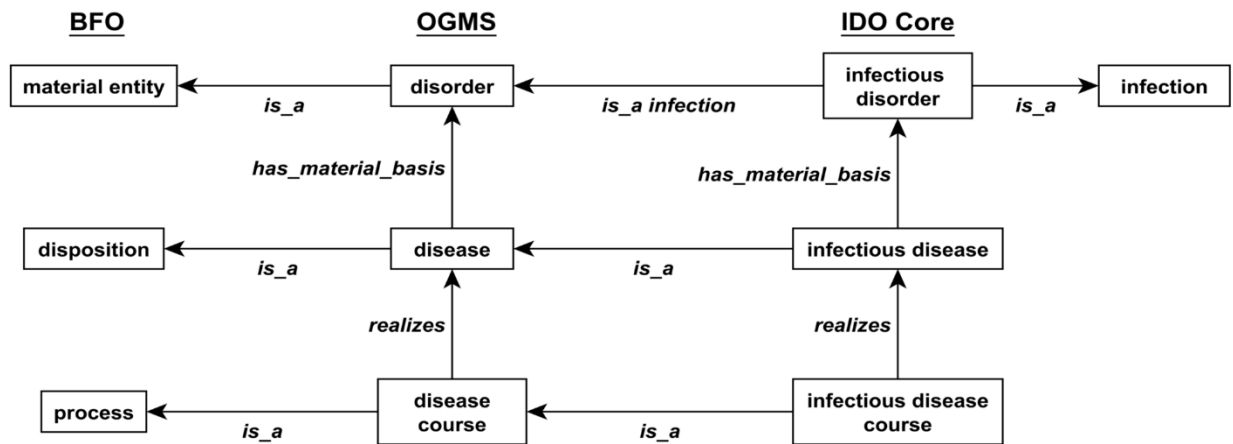 BFO OGMS IDO Core
material entity is_a disorder is_a infection infectious disorder is_a infection
has_material_basis has_material_basis
disposition is_a disease is_a infectious disease
realizes realizes
process is_a disease course is_a infectious disease course